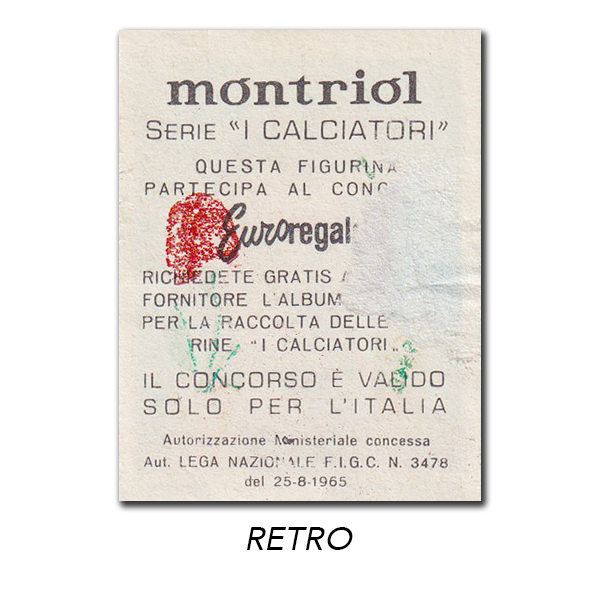 montriol
SERIE "I CALCIATORI"
QUESTA FIGURINA
PARTECIPA AL CONC
Euroregal
RICHIEDETE GRATIS A
FORNITORE L'ALBUM
PER LA RACCOLTA DELLE
RINE "I CALCIATORI"
IL CONCORSO È VALIDO
SOLO PER L'ITALIA
Autorizzazione Ministeriale concessa
Aut. LEGA NAZIONALE F.I.G.C. N. 3478
del 25-8-1965
RETRO